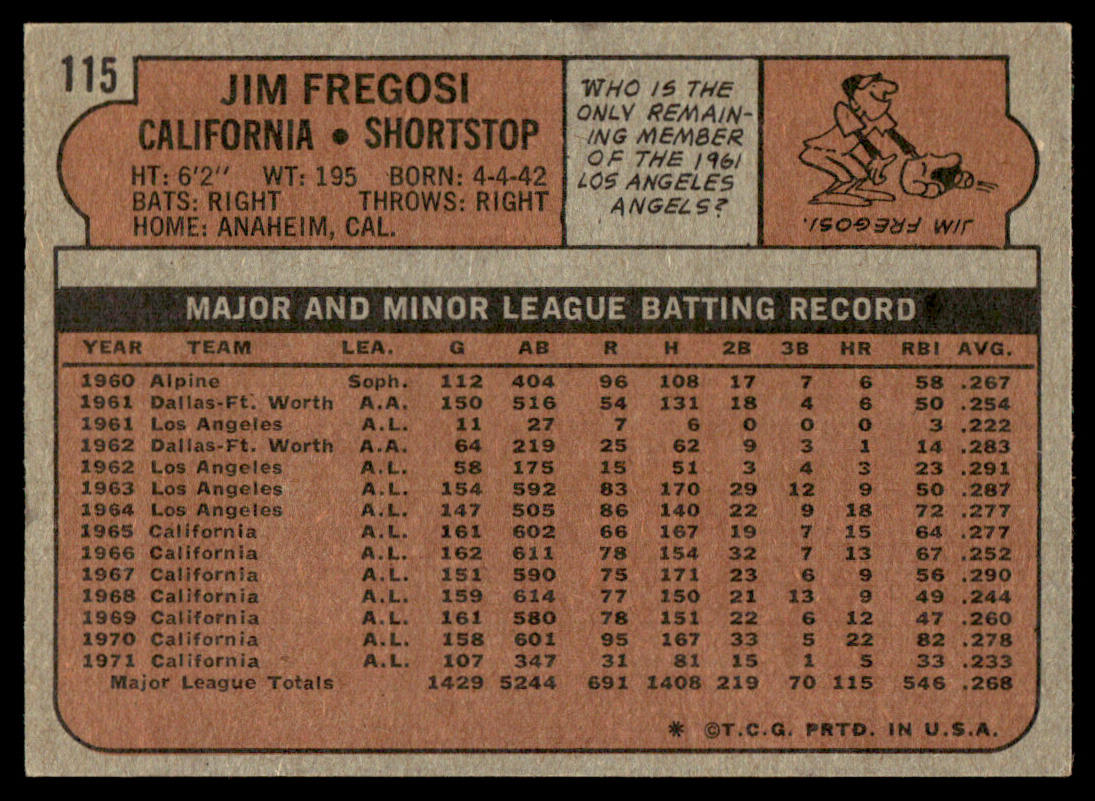 115
JIM FREGOSI
CALIFORNIA • SHORTSTOP
HT: 6'2" WT: 195 BORN: 4-4-42
BATS: RIGHT THROWS: RIGHT
HOME: ANAHEIM, CAL.
WHO IS THE
ONLY REMAIN-
ING MEMBER
OF THE 1961
LOS ANGELES
ANGELS?
JIM FREGOSI.
MAJOR AND MINOR LEAGUE BATTING RECORD
YEAR TEAM LEA. G AB R H 2B 3B HR RBI AVG.
1960 Alpine Soph. 112 404 96 108 17 7 6 58 .267
1961 Dallas-Ft. Worth A.A. 150 516 54 131 18 4 6 50 .254
1961 Los Angeles A.L. 11 27 7 6 0 0 0 3 .222
1962 Dallas-Ft. Worth A.A. 64 219 25 62 9 3 1 14 .283
1962 Los Angeles A.L. 58 175 15 51 3 4 3 23 .291
1963 Los Angeles A.L. 154 592 83 170 29 12 9 50 .287
1964 Los Angeles A.L. 147 505 86 140 22 9 18 72 .277
1965 California A.L. 161 602 66 167 19 7 15 64 .277
1966 California A.L. 162 611 78 154 32 7 13 67 .252
1967 California A.L. 151 590 75 171 23 6 9 56 .290
1968 California A.L. 159 614 77 150 21 13 9 49 .244
1969 California A.L. 161 580 78 151 22 6 12 47 .260
1970 California A.L. 158 601 95 167 33 5 22 82 .278
1971 California A.L. 107 347 31 81 15 1 5 33 .233
Major League Totals 1429 5244 691 1408 219 70 115 546 .268
* ©T.C.G. PRTD. IN U.S.A.